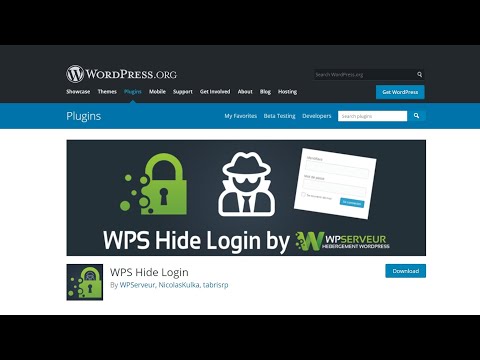 WORDPRESS.ORG
Search WordPress.org
Showcase Themes Plugins Mobile Support Get Involved About Blog Hosting
Get WordPress
Plugins
My Favorites Beta Testing Developers
Search plugins
WPS Hide Login by WPSERVEUR
HEBERGEMENT WORDPRESS
WPS Hide Login
By WPServeur, NicolasKulka, tabrisrp
Download